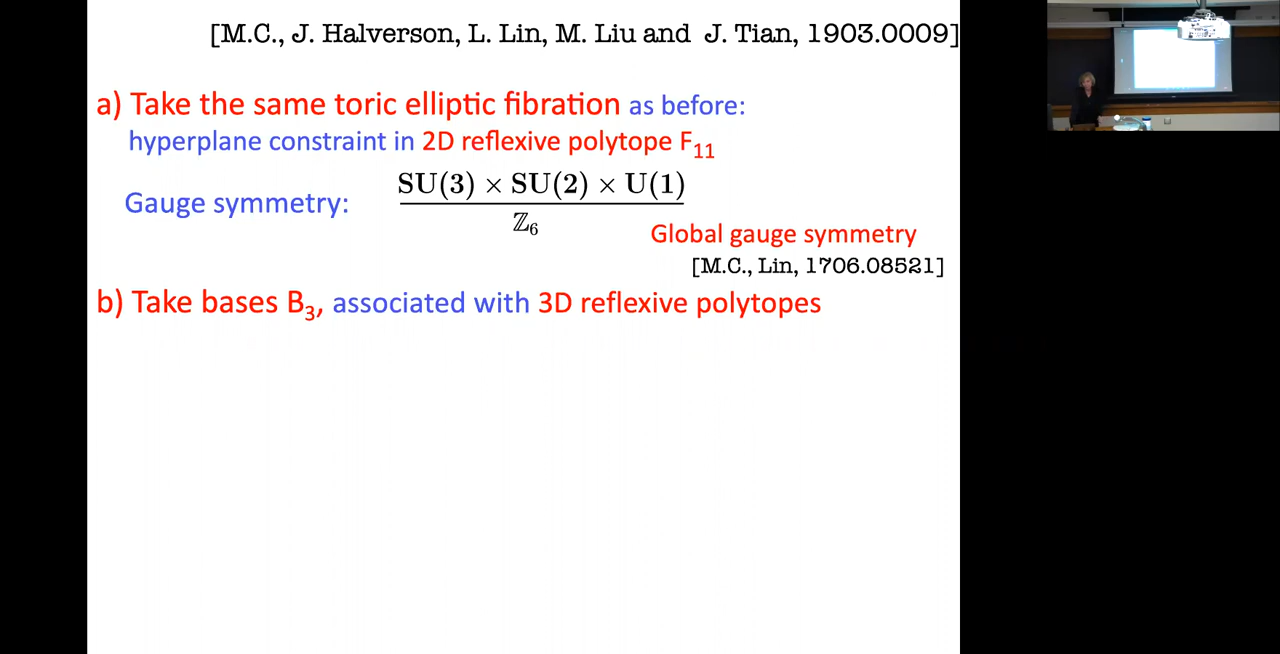 [M.C., J. Halverson, L. Lin, M. Liu and J. Tian, 1903.0009]
a) Take the same toric elliptic fibration as before:
hyperplane constraint in 2D reflexive polytope F₁₁
Gauge symmetry: SU(3) × SU(2) × U(1)
ℤ₆
Global gauge symmetry
[M.C., Lin, 1706.08521]
b) Take bases B₃, associated with 3D reflexive polytopes